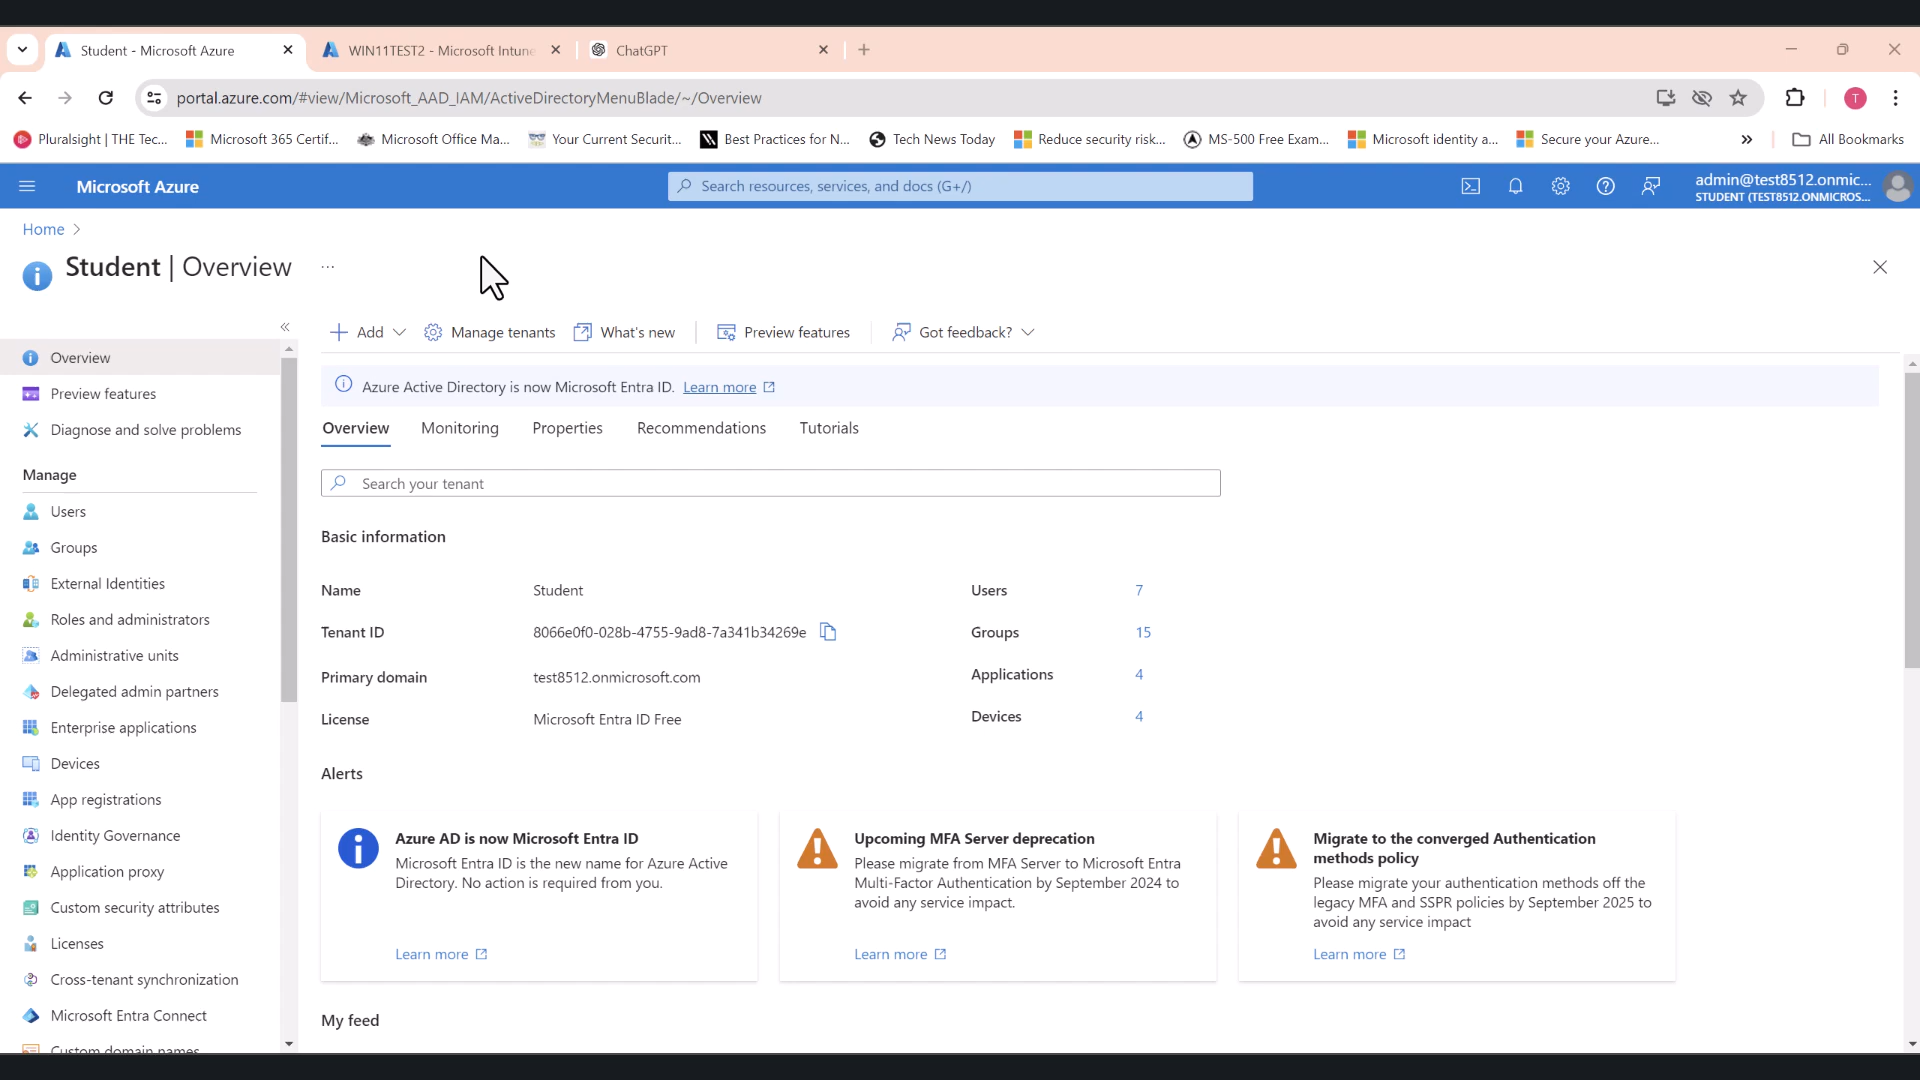 Student - Microsoft Azure
WIN11TEST2 - Microsoft Intune
ChatGPT
portal.azure.com/#view/Microsoft_AAD_IAM/ActiveDirectoryMenuBlade/~/Overview
T
Pluralsight | THE Tec...
Microsoft 365 Certif...
Microsoft Office Ma...
Your Current Securit...
Best Practices for N...
Tech News Today
Reduce security risk...
MS-500 Free Exam...
Microsoft identity a...
Secure your Azure...
All Bookmarks
Microsoft Azure
Search resources, services, and docs (G+/)
admin@test8512.onmic...
STUDENT (TEST8512.ONMICROS...
Home
Student | Overview
Add
Manage tenants
What's new
Preview features
Got feedback?
Overview
Preview features
Diagnose and solve problems
Manage
Users
Groups
External Identities
Roles and administrators
Administrative units
Delegated admin partners
Enterprise applications
Devices
App registrations
Identity Governance
Application proxy
Custom security attributes
Licenses
Cross-tenant synchronization
Microsoft Entra Connect
Custom domain names
Azure Active Directory is now Microsoft Entra ID. Learn more
Overview
Monitoring
Properties
Recommendations
Tutorials
Search your tenant
Basic information
Name Student
Tenant ID 8066e0f0-028b-4755-9ad8-7a341b34269e
Primary domain test8512.onmicrosoft.com
License Microsoft Entra ID Free
Users 7
Groups 15
Applications 4
Devices 4
Alerts
Azure AD is now Microsoft Entra ID
Microsoft Entra ID is the new name for Azure Active
Directory. No action is required from you.
Learn more
Upcoming MFA Server deprecation
Please migrate from MFA Server to Microsoft Entra
Multi-Factor Authentication by September 2024 to
avoid any service impact.
Learn more
Migrate to the converged Authentication
methods policy
Please migrate your authentication methods off the
legacy MFA and SSPR policies by September 2025 to
avoid any service impact
Learn more
My feed